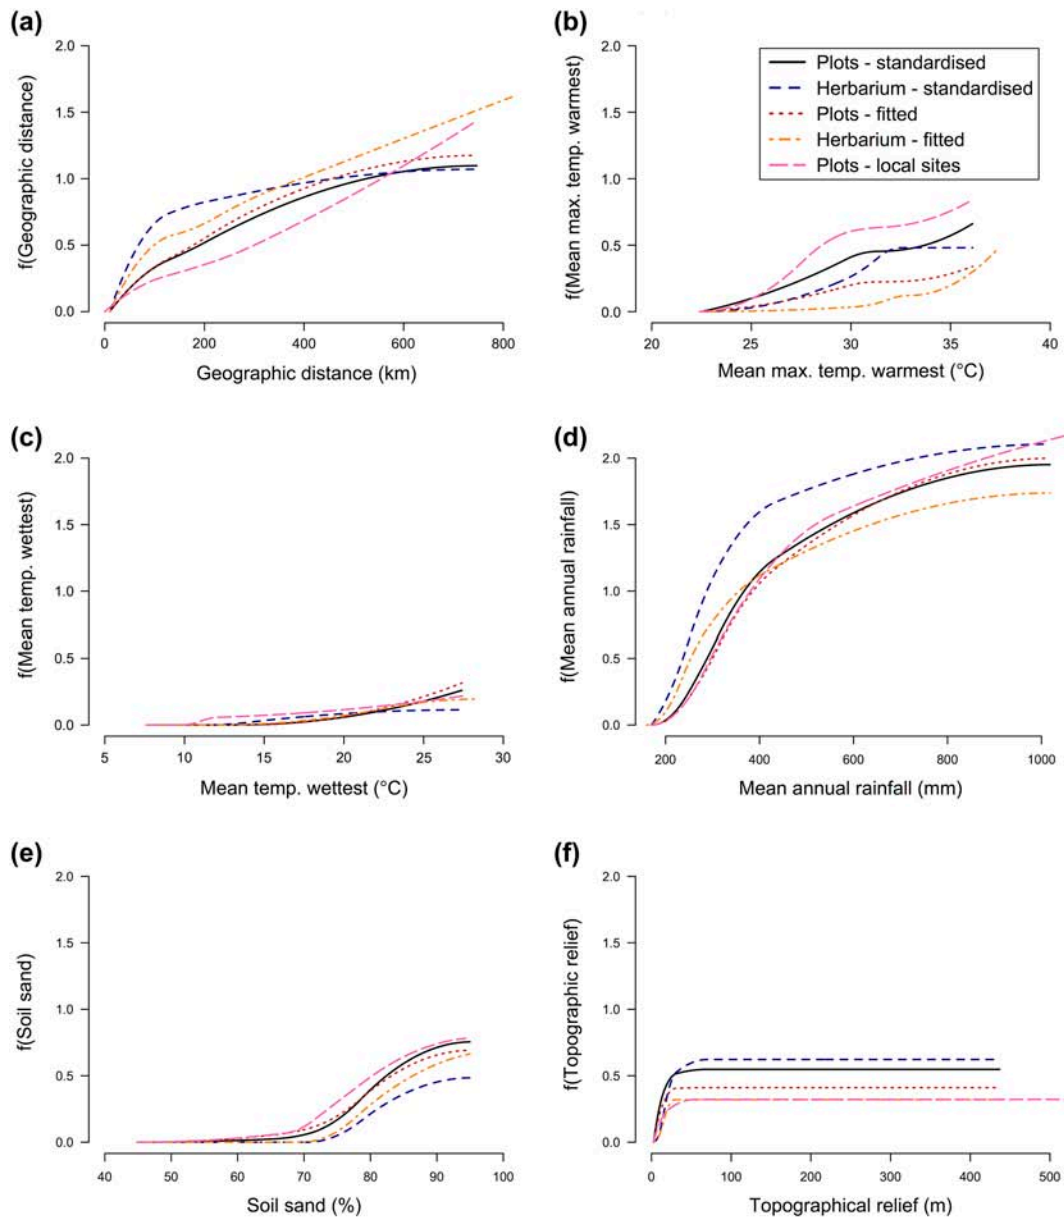 (a)
2.0
1.5
1.0
0.5
0.0
f(Geographic distance)
0 200 400 600 800
Geographic distance (km)
(b)
2.0
1.5
1.0
0.5
0.0
f(Mean max. temp. warmest)
Plots - standardised
Herbarium - standardised
Plots - fitted
Herbarium - fitted
Plots - local sites
20 25 30 35 40
Mean max. temp. warmest (°C)
(c)
2.0
1.5
1.0
0.5
0.0
f(Mean temp. wettest)
5 10 15 20 25 30
Mean temp. wettest (°C)
(d)
2.0
1.5
1.0
0.5
0.0
f(Mean annual rainfall)
200 400 600 800 1000
Mean annual rainfall (mm)
(e)
2.0
1.5
1.0
0.5
0.0
f(Soil sand)
40 50 60 70 80 90 100
Soil sand (%)
(f)
2.0
1.5
1.0
0.5
0.0
f(Topographic relief)
0 100 200 300 400 500
Topographical relief (m)